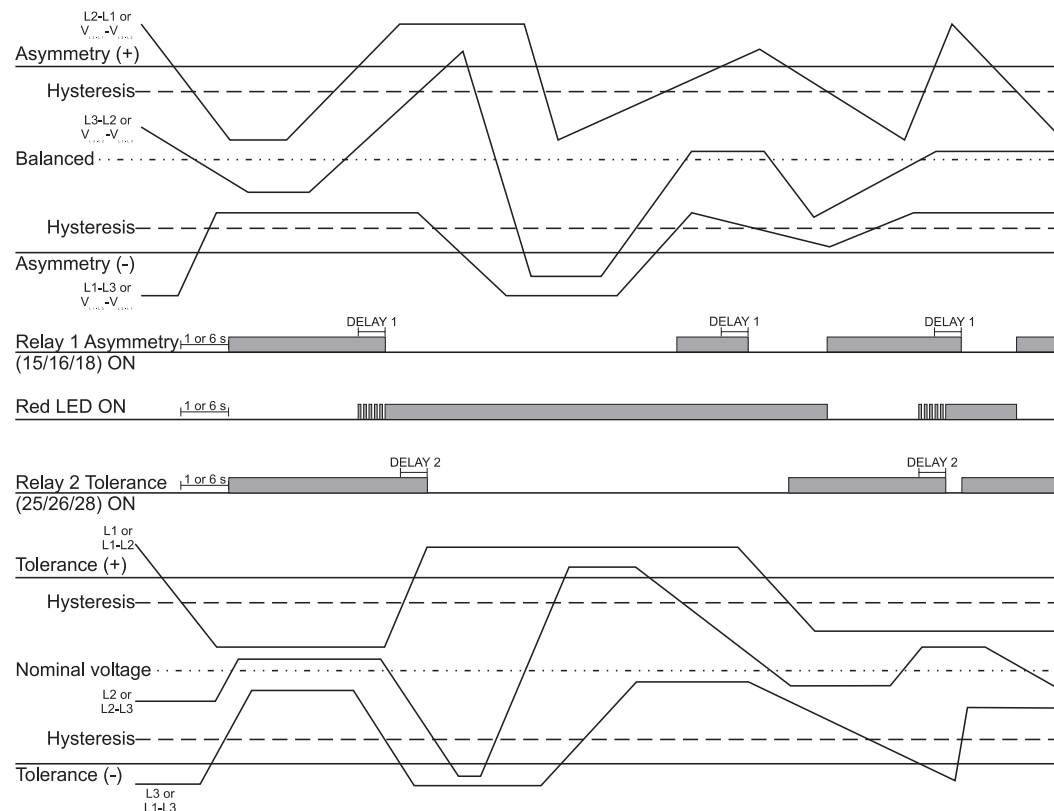 L2-L1 or
V
-V
Asymmetry (+)
Hysteresis
L3-L2 or
V
-V
Balanced
Hysteresis
Asymmetry (-)
L1-L3 or
V
-V
DELAY 1
DELAY 1
DELAY 1
Relay 1 Asymmetry
1 or 6 s
(15/16/18) ON
Red LED ON
1 or 6 s
DELAY 2
DELAY 2
Relay 2 Tolerance
1 or 6 s
(25/26/28) ON
L1 or
L1-L2
Tolerance (+)
Hysteresis
Nominal voltage
L2 or
L2-L3
Hysteresis
Tolerance (-)
L3 or
L1-L3